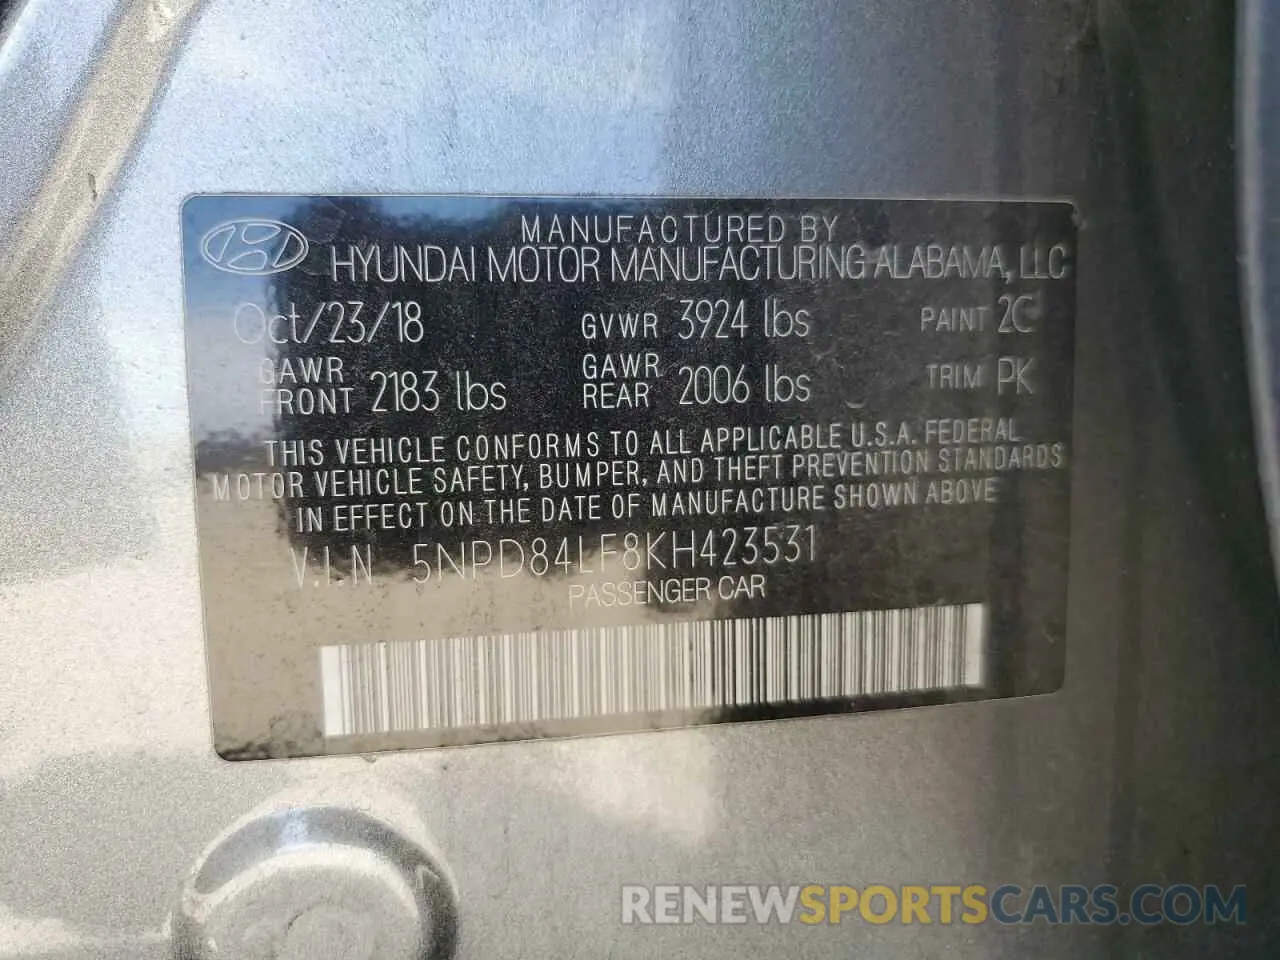 MANUFACTURED BY
HYUNDAI MOTOR MANUFACTURING ALABAMA, LLC
Oct/23/18 GVWR 3924 lbs PAINT 2C
GAWR FRONT 2183 lbs GAWR REAR 2006 lbs TRIM PK
THIS VEHICLE CONFORMS TO ALL APPLICABLE U.S.A. FEDERAL
MOTOR VEHICLE SAFETY, BUMPER, AND THEFT PREVENTION STANDARDS
IN EFFECT ON THE DATE OF MANUFACTURE SHOWN ABOVE
V.I.N 5NPD84LF8KH423531
PASSENGER CAR
RENEWSPORTSCARS.COM